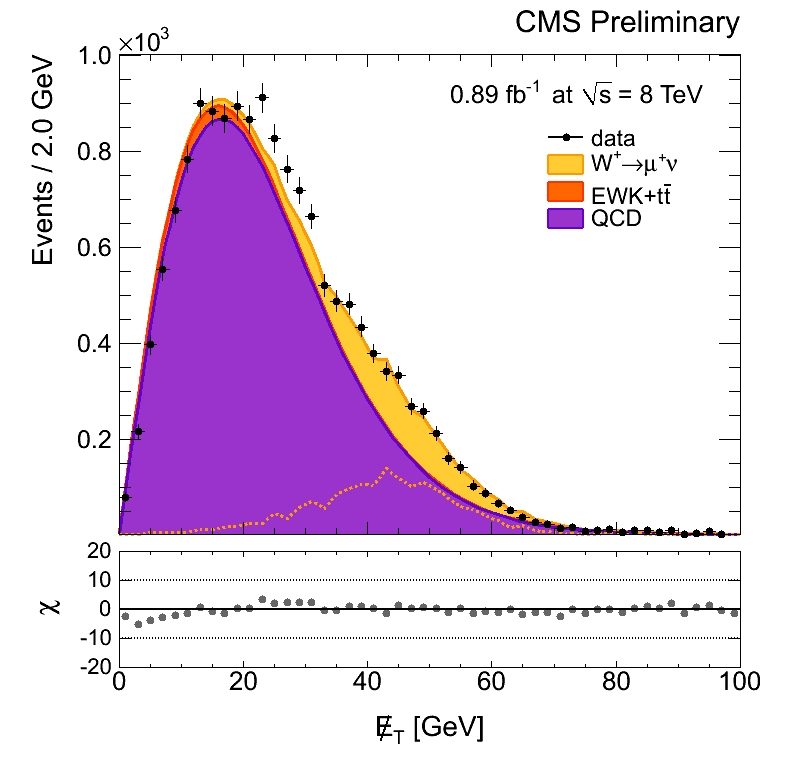 CMS Preliminary
×10³
0.89 fb⁻¹ at √s = 8 TeV
data
W⁺→μ⁺ν
EWK+tt̄
QCD
Events / 2.0 GeV
1.0
0.8
0.6
0.4
0.2
χ
20
10
0
-10
-20
0 20 40 60 80 100
E̸T [GeV]